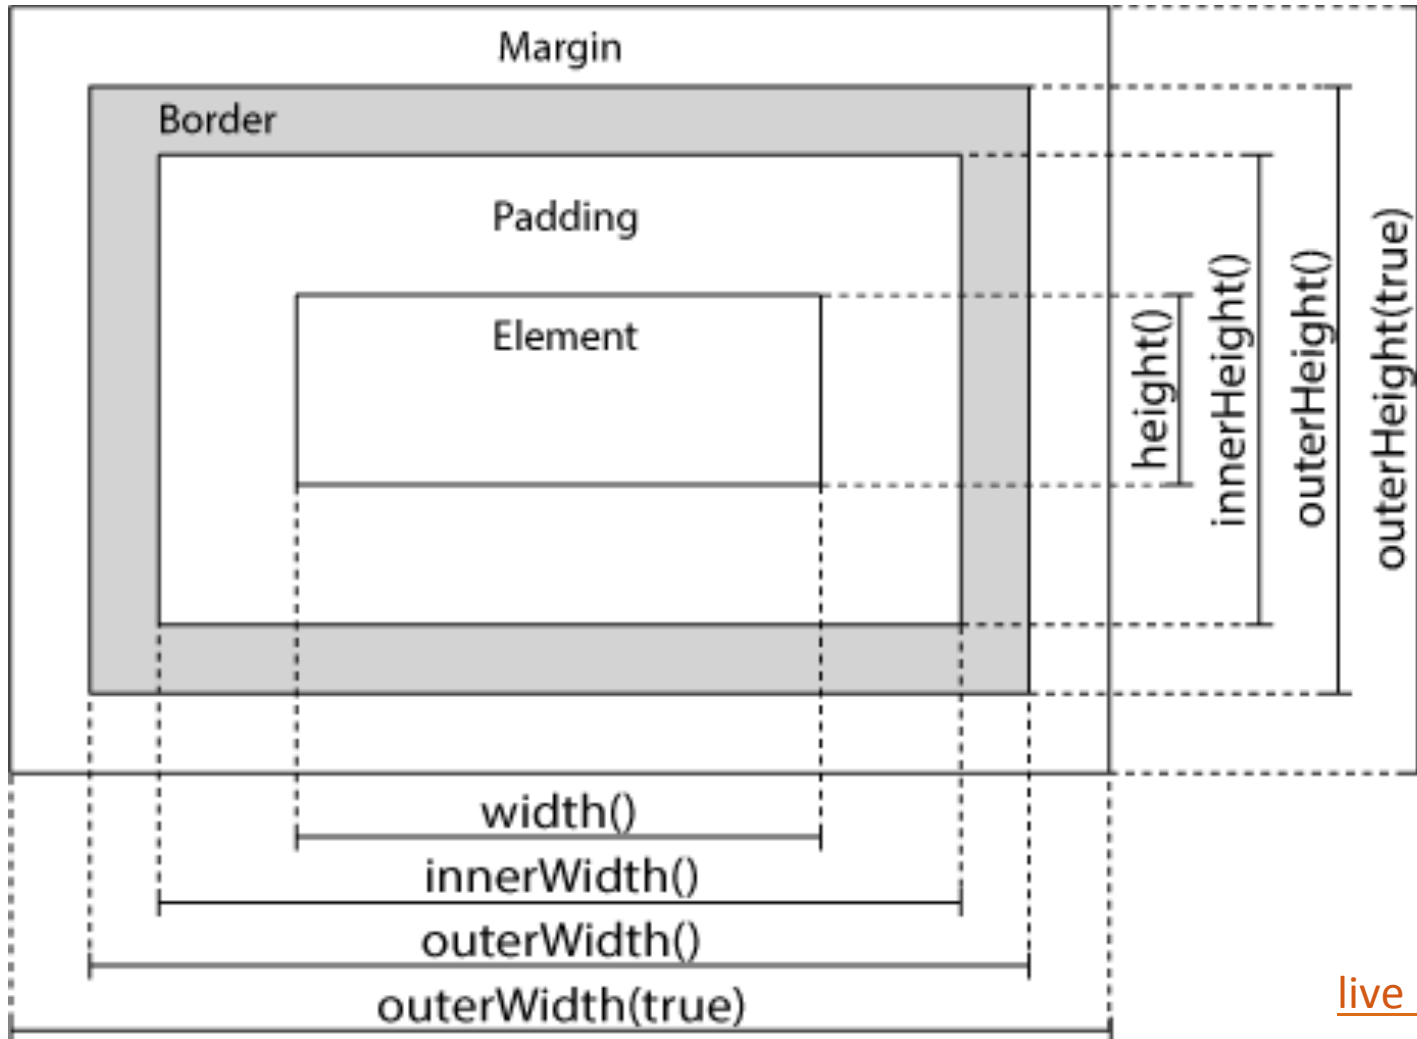 Margin
Border
Padding
Element
height()
innerHeight()
outerHeight()
outerHeight(true)
width()
innerWidth()
outerWidth()
outerWidth(true)
live